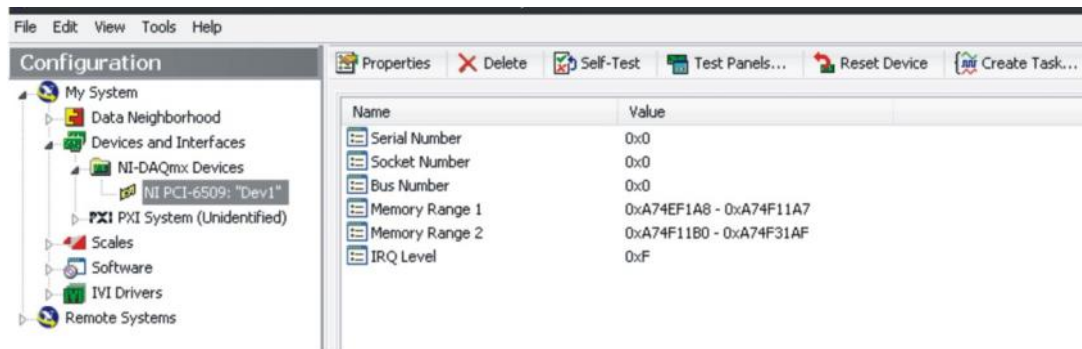 File Edit View Tools Help
Configuration
My System
Data Neighborhood
Devices and Interfaces
NI-DAQmx Devices
NI PCI-6509: "Dev1"
PXI PXI System (Unidentified)
Scales
Software
IVI Drivers
Remote Systems
Properties Delete Self-Test Test Panels... Reset Device Create Task...
Name Value
Serial Number 0x0
Socket Number 0x0
Bus Number 0x0
Memory Range 1 0xA74EF1A8 - 0xA74F11A7
Memory Range 2 0xA74F11B0 - 0xA74F31AF
IRQ Level 0xF